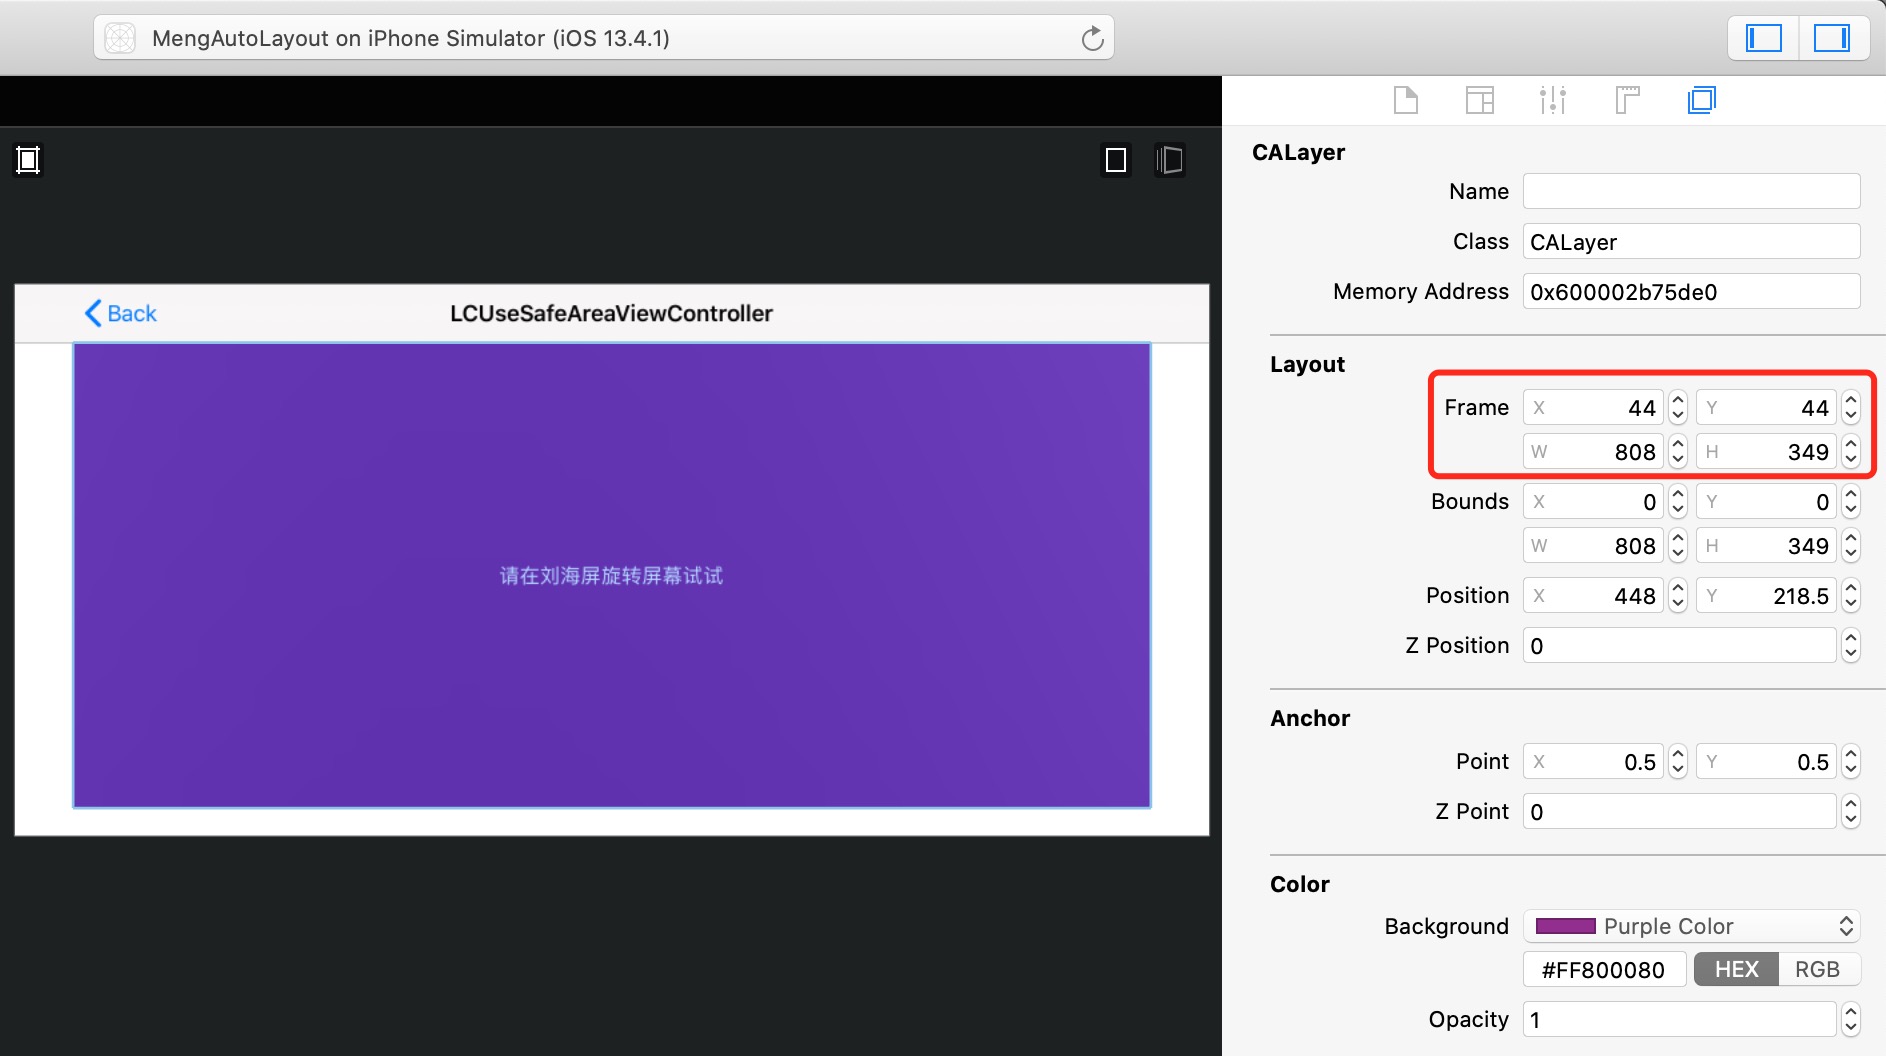 MengAutoLayout on iPhone Simulator (iOS 13.4.1)
Back
LCUseSafeAreaViewController
请在刘海屏旋转屏幕试试
CALayer
Name
Class CALayer
Memory Address 0x600002b75de0
Layout
Frame X 44 Y 44
W 808 H 349
Bounds X 0 Y 0
W 808 H 349
Position X 448 Y 218.5
Z Position 0
Anchor
Point X 0.5 Y 0.5
Z Point 0
Color
Background Purple Color
#FF800080 HEX RGB
Opacity 1